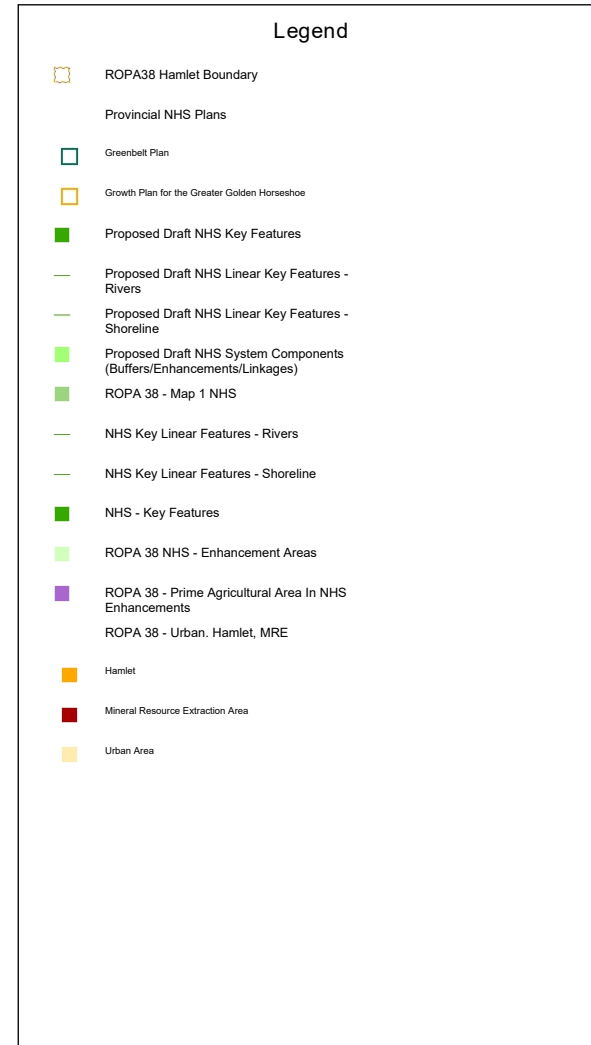 Legend
ROPA38 Hamlet Boundary
Provincial NHS Plans
Greenbelt Plan
Growth Plan for the Greater Golden Horseshoe
Proposed Draft NHS Key Features
Proposed Draft NHS Linear Key Features -
Rivers
Proposed Draft NHS Linear Key Features -
Shoreline
Proposed Draft NHS System Components
(Buffers/Enhancements/Linkages)
ROPA 38 - Map 1 NHS
NHS Key Linear Features - Rivers
NHS Key Linear Features - Shoreline
NHS - Key Features
ROPA 38 NHS - Enhancement Areas
ROPA 38 - Prime Agricultural Area In NHS
Enhancements
ROPA 38 - Urban. Hamlet, MRE
Hamlet
Mineral Resource Extraction Area
Urban Area